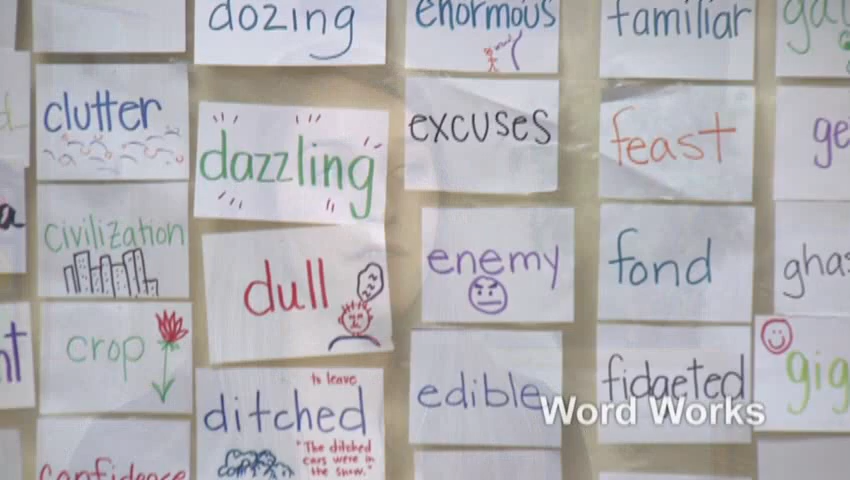 dozing
enormous
familiar
clutter
dazzling
excuses
feast
civilization
dull
enemy
fond
crop
to leave
ditched
"The ditched
cars were in
the snow."
edible
fidgeted
Word Works
confidence